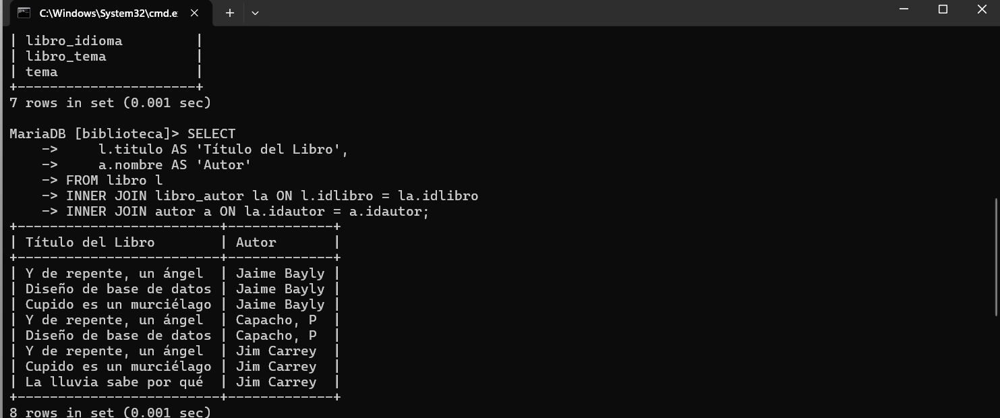 C:\Windows\System32\cmd.e
| libro_idioma         |
| libro_tema           |
| tema                 |
+----------------------+
7 rows in set (0.001 sec)
MariaDB [biblioteca]> SELECT
    ->     l.titulo AS 'Título del Libro',
    ->     a.nombre AS 'Autor'
    -> FROM libro l
    -> INNER JOIN libro_autor la ON l.idlibro = la.idlibro
    -> INNER JOIN autor a ON la.idautor = a.idautor;
+-------------------------+-------------+
| Título del Libro        | Autor       |
+-------------------------+-------------+
| Y de repente, un ángel  | Jaime Bayly |
| Diseño de base de datos | Jaime Bayly |
| Cupido es un murciélago | Jaime Bayly |
| Y de repente, un ángel  | Capacho, P  |
| Diseño de base de datos | Capacho, P  |
| Y de repente, un ángel  | Jim Carrey  |
| Cupido es un murciélago | Jim Carrey  |
| La lluvia sabe por qué  | Jim Carrey  |
+-------------------------+-------------+
8 rows in set (0.001 sec)